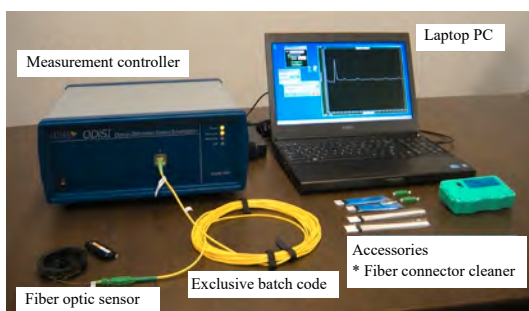 Laptop PC
Measurement controller
ODiSI
Accessories
* Fiber connector cleaner
Exclusive batch code
Fiber optic sensor